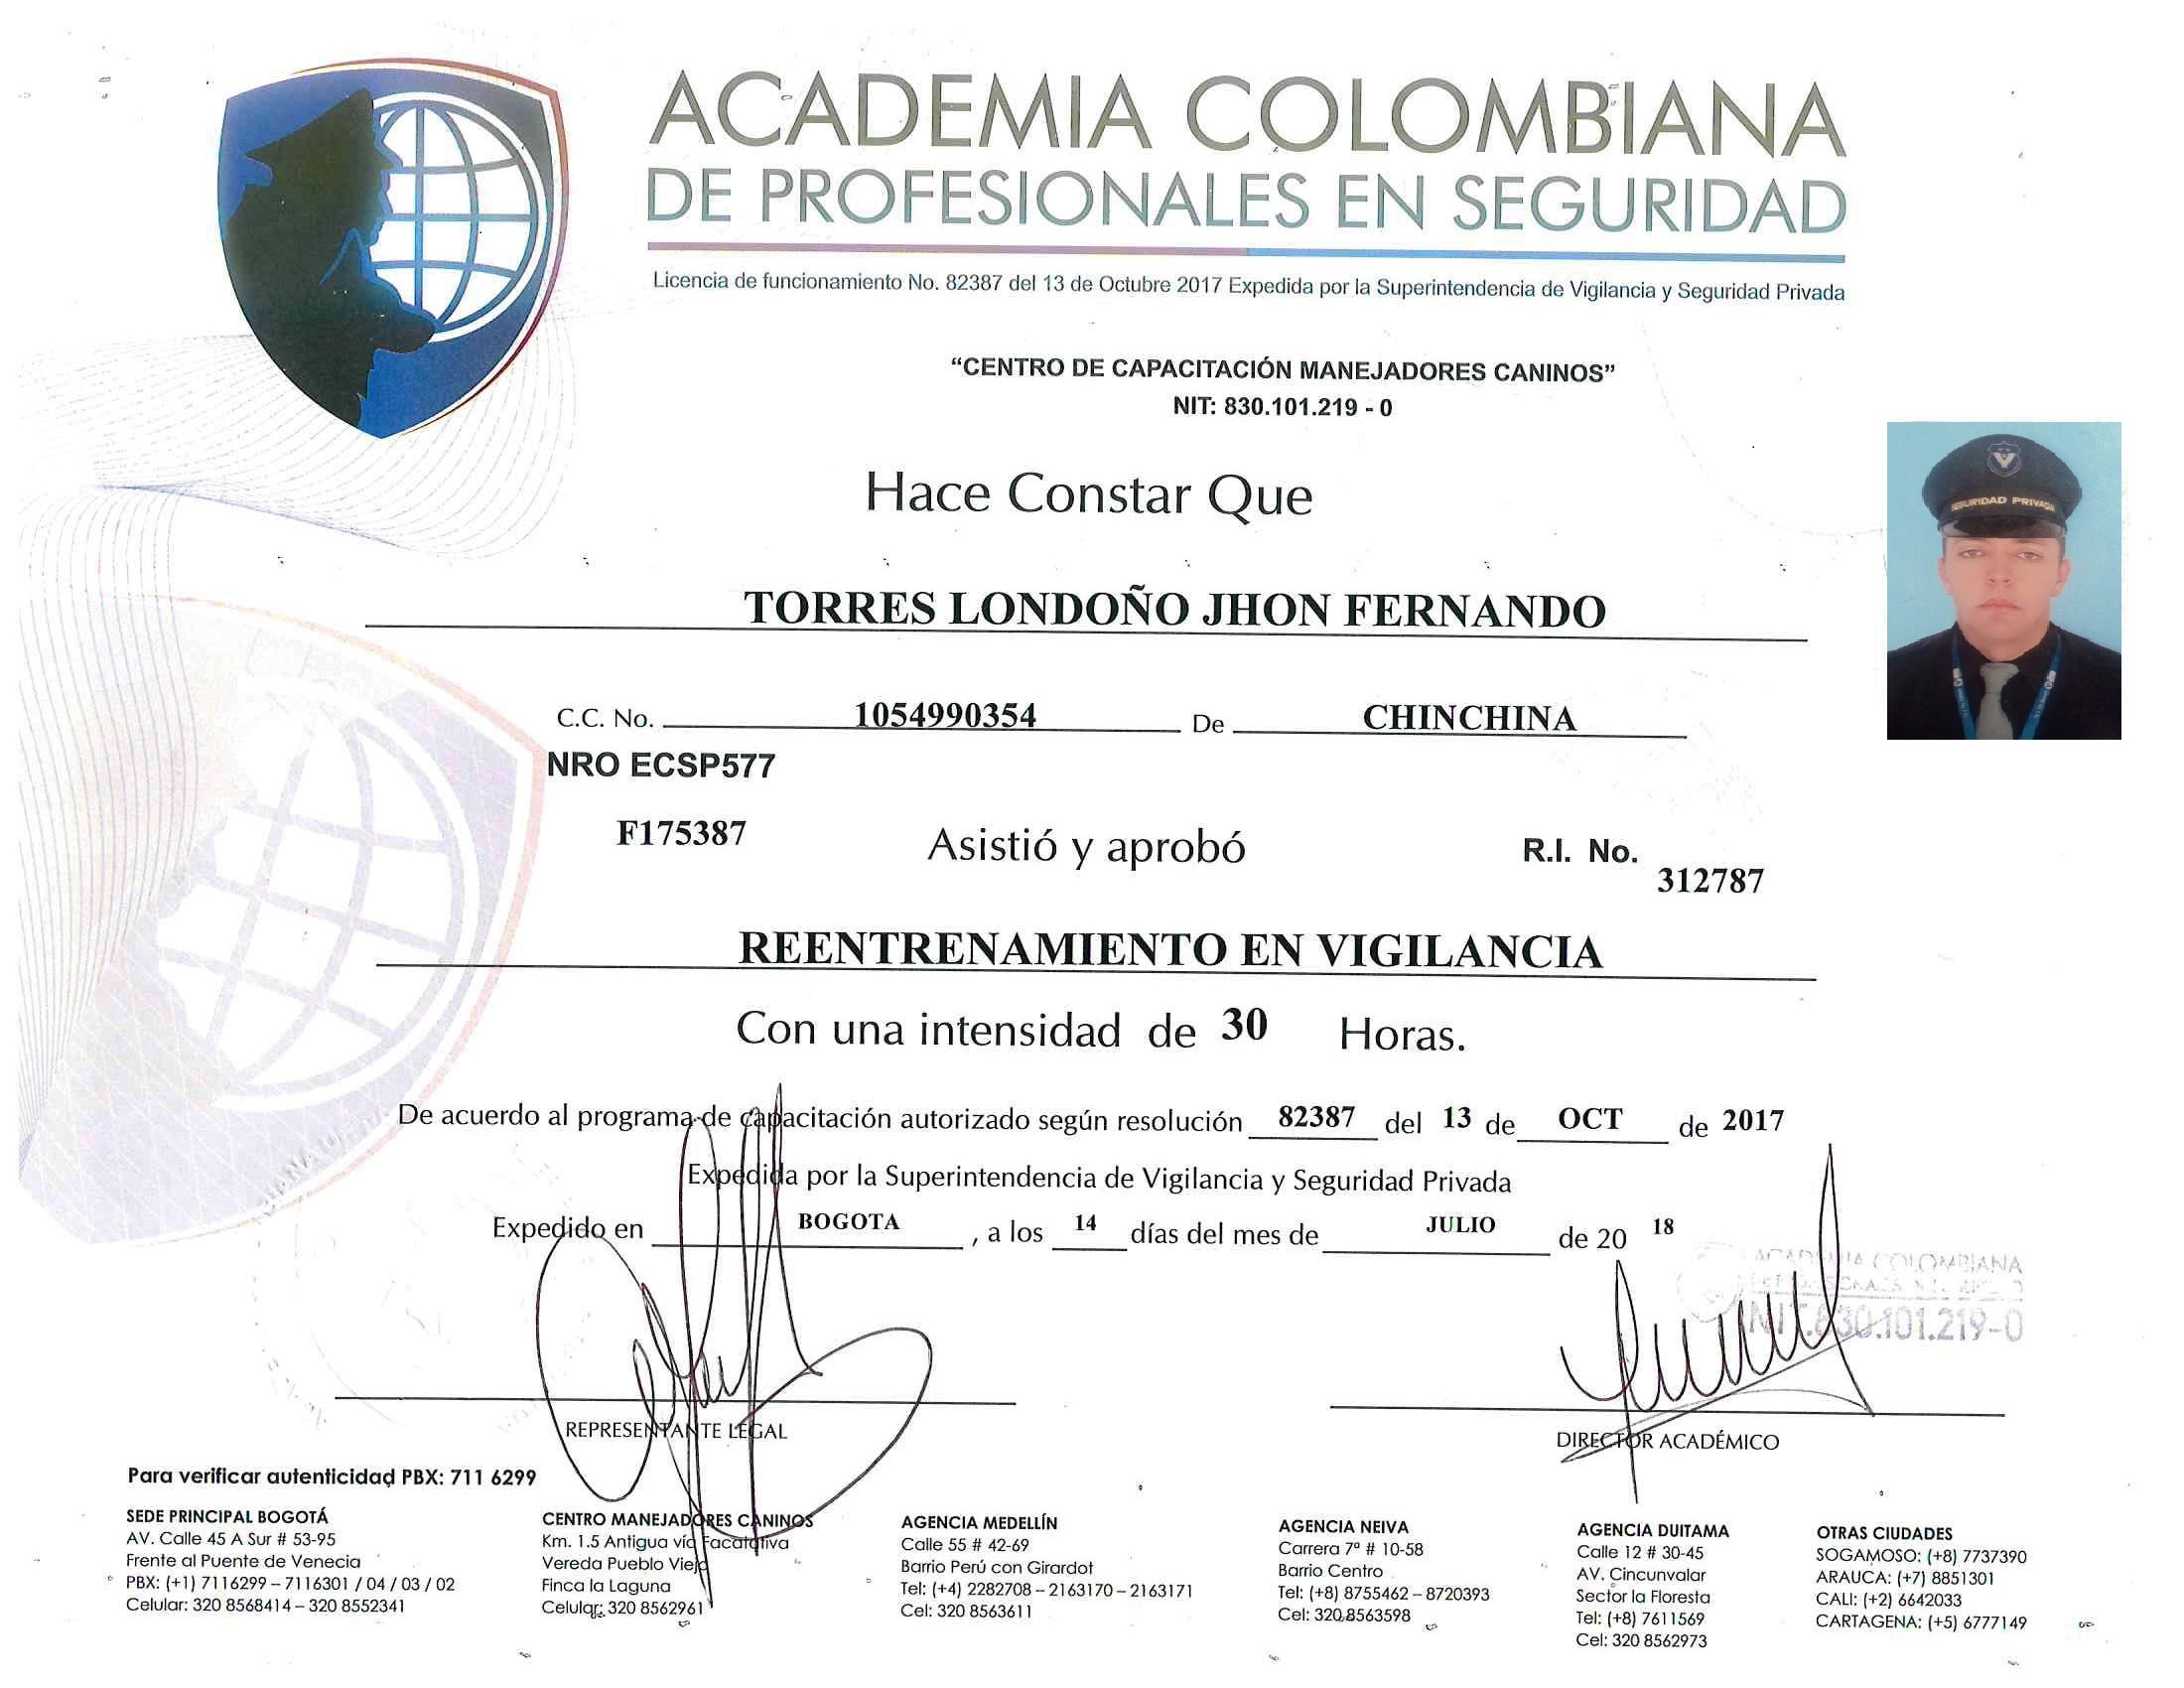 ACADEMIA COLOMBIANA
DE PROFESIONALES EN SEGURIDAD
Licencia de funcionamiento No. 82387 del 13 de Octubre 2017 Expedida por la Superintendencia de Vigilancia y Seguridad Privada
“CENTRO DE CAPACITACIÓN MANEJADORES CANINOS”
NIT: 830.101.219 - 0
Hace Constar Que
SEGURIDAD PRIVADA
TORRES LONDOÑO JHON FERNANDO
C.C. No. 1054990354 De CHINCHINA
NRO ECSP577
F175387 Asistió y aprobó R.I. No. 312787
REENTRENAMIENTO EN VIGILANCIA
Con una intensidad de 30 Horas.
De acuerdo al programa de capacitación autorizado según resolución 82387 del 13 de OCT de 2017
Expedida por la Superintendencia de Vigilancia y Seguridad Privada
Expedido en BOGOTA , a los 14 días del mes de JULIO de 20 18
ACADEMIA COLOMBIANA
NIT.830.101.219-0
REPRESENTANTE LEGAL
DIRECTOR ACADÉMICO
Para verificar autenticidad PBX: 711 6299
SEDE PRINCIPAL BOGOTÁ
AV. Calle 45 A Sur # 53-95
Frente al Puente de Venecia
PBX: (+1) 7116299 – 7116301 / 04 / 03 / 02
Celular: 320 8568414 – 320 8552341
CENTRO MANEJADORES CANINOS
Km. 1.5 Antigua vía Facatativa
Vereda Pueblo Viejo
Finca la Laguna
Celular: 320 8562961
AGENCIA MEDELLÍN
Calle 55 # 42-69
Barrio Perú con Girardot
Tel: (+4) 2282708 – 2163170 – 2163171
Cel: 320 8563611
AGENCIA NEIVA
Carrera 7ª # 10-58
Barrio Centro
Tel: (+8) 8755462 – 8720393
Cel: 320 8563598
AGENCIA DUITAMA
Calle 12 # 30-45
AV. Cincunvalar
Sector la Floresta
Tel: (+8) 7611569
Cel: 320 8562973
OTRAS CIUDADES
SOGAMOSO: (+8) 7737390
ARAUCA: (+7) 8851301
CALI: (+2) 6642033
CARTAGENA: (+5) 6777149